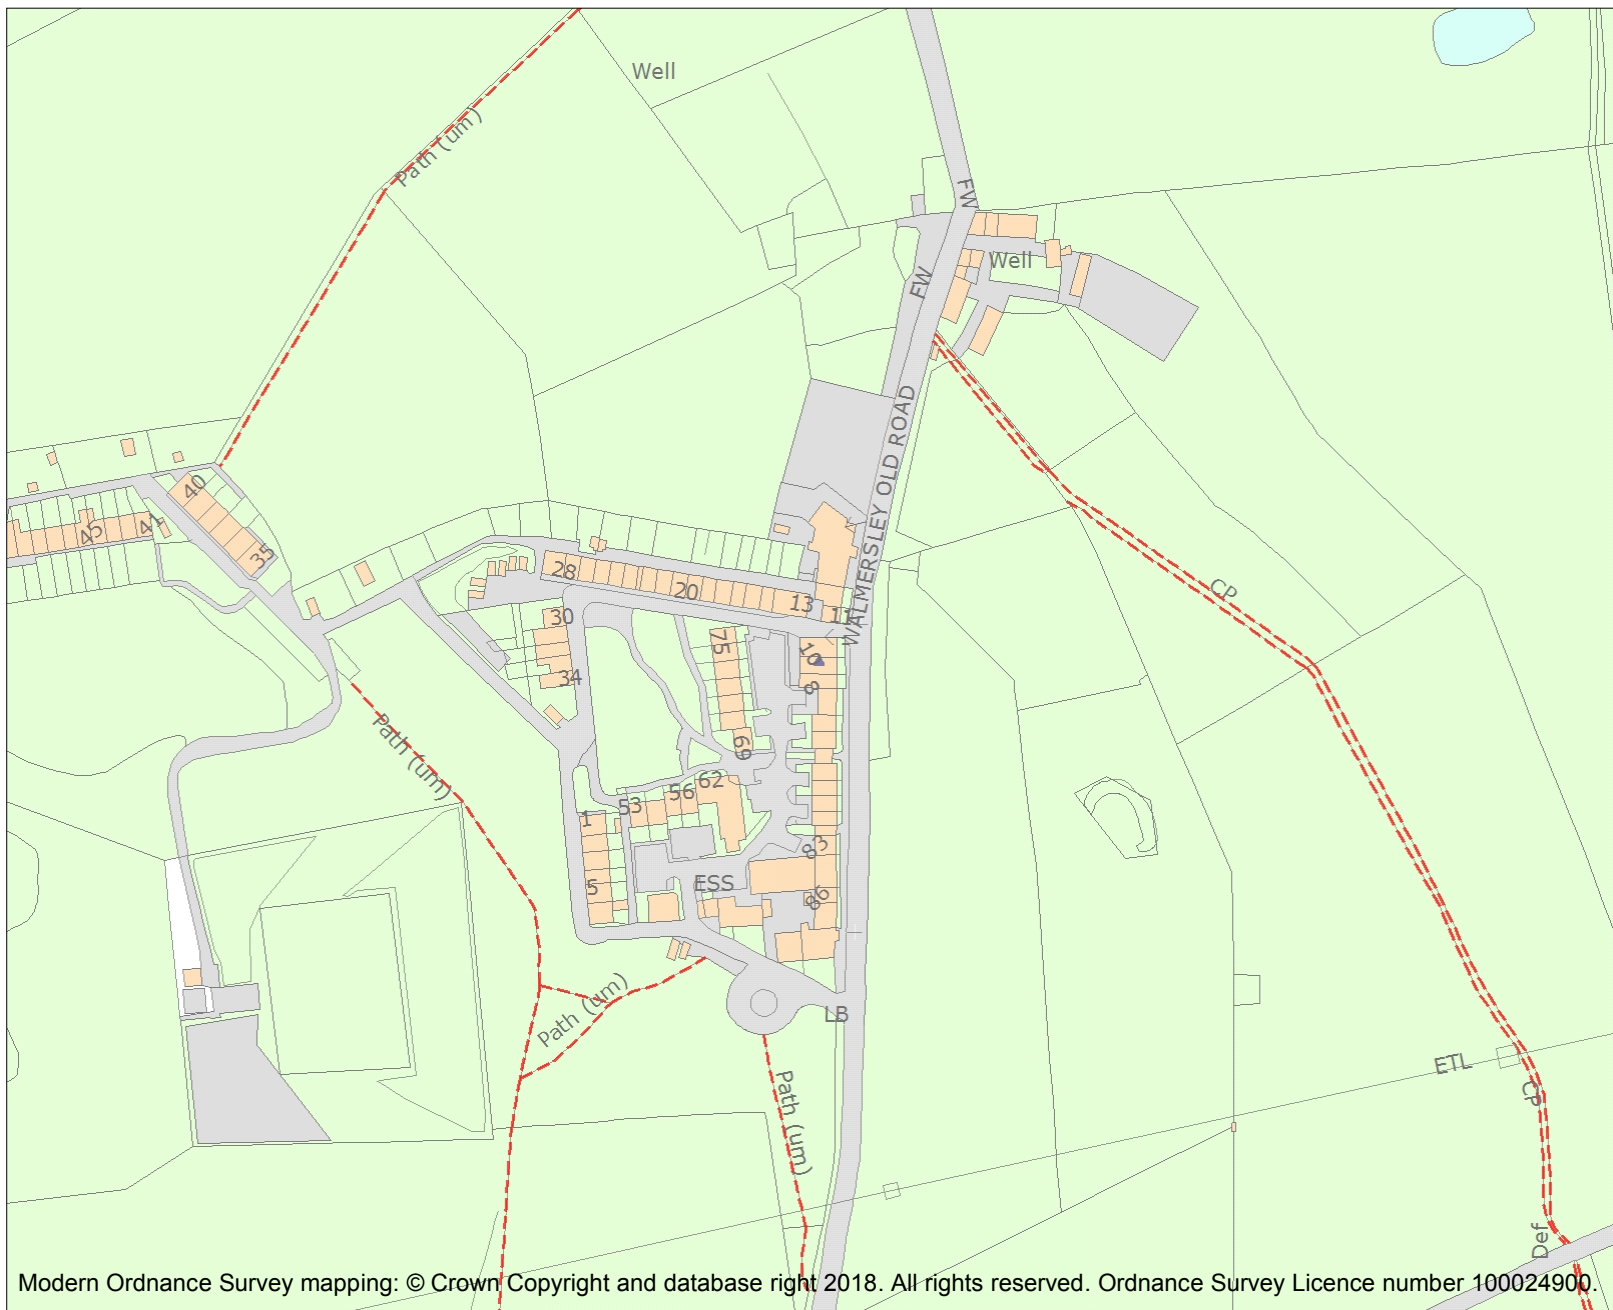 Well
Path (um)
FW
Well
FW
WALMERSLEY OLD ROAD
40
45
41
35
28
20
13
11
CP
30
75
10
34
8
Path (um)
69
62
56
53
1
83
5
ESS
86
Path (um)
LB
ETL
CP
Path (um)
Def
Modern Ordnance Survey mapping: © Crown Copyright and database right 2018. All rights reserved. Ordnance Survey Licence number 100024900.